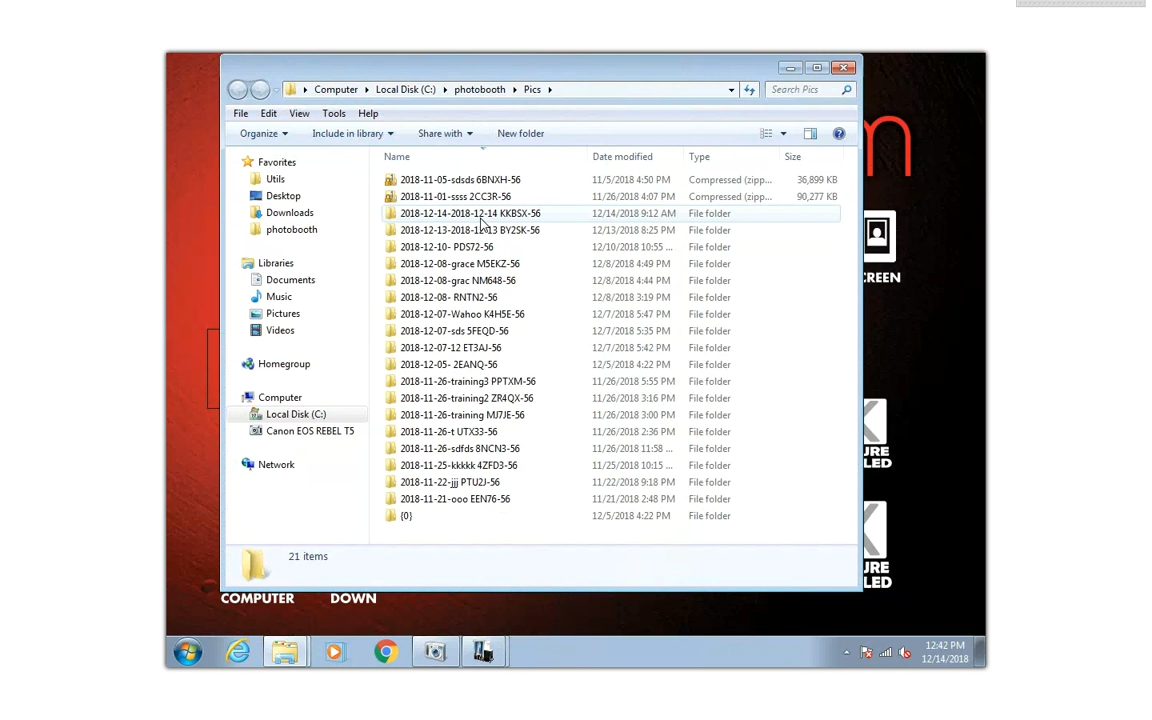 m
Computer Local Disk (C:) photobooth Pics Search Pics
File Edit View Tools Help
Organize Include in library Share with New folder
Name Date modified Type Size
Favorites
Utils
Desktop
Downloads
photobooth
Libraries
Documents
Music
Pictures
Videos
Homegroup
Computer
Local Disk (C:)
Canon EOS REBEL T5
Network
2018-11-05-sdsds 6BNXH-56 11/5/2018 4:50 PM Compressed (zipp... 36,899 KB
2018-11-01-ssss 2CC3R-56 11/26/2018 4:07 PM Compressed (zipp... 90,277 KB
2018-12-14-2018-12-14 KKBSX-56 12/14/2018 9:12 AM File folder
2018-12-13-2018-12-13 BY2SK-56 12/13/2018 8:25 PM File folder
2018-12-10- PDS72-56 12/10/2018 10:55 ... File folder
2018-12-08-grace M5EKZ-56 12/8/2018 4:49 PM File folder
2018-12-08-grac NM648-56 12/8/2018 4:44 PM File folder
2018-12-08- RNTN2-56 12/8/2018 3:19 PM File folder
2018-12-07-Wahoo K4H5E-56 12/7/2018 5:47 PM File folder
2018-12-07-sds 5FEQD-56 12/7/2018 5:35 PM File folder
2018-12-07-12 ET3AJ-56 12/7/2018 5:42 PM File folder
2018-12-05- 2EANQ-56 12/5/2018 4:22 PM File folder
2018-11-26-training3 PPTXM-56 11/26/2018 5:55 PM File folder
2018-11-26-training2 ZR4QX-56 11/26/2018 3:16 PM File folder
2018-11-26-training MJ7JE-56 11/26/2018 3:00 PM File folder
2018-11-26-t UTX33-56 11/26/2018 2:36 PM File folder
2018-11-26-sdfds 8NCN3-56 11/26/2018 11:58 ... File folder
2018-11-25-kkkkk 4ZFD3-56 11/25/2018 10:15 ... File folder
2018-11-22-jjj PTU2J-56 11/22/2018 9:18 PM File folder
2018-11-21-ooo EEN76-56 11/21/2018 2:48 PM File folder
{0} 12/5/2018 4:22 PM File folder
21 items
CREEN
URE
LED
URE
LED
COMPUTER DOWN
12:42 PM
12/14/2018